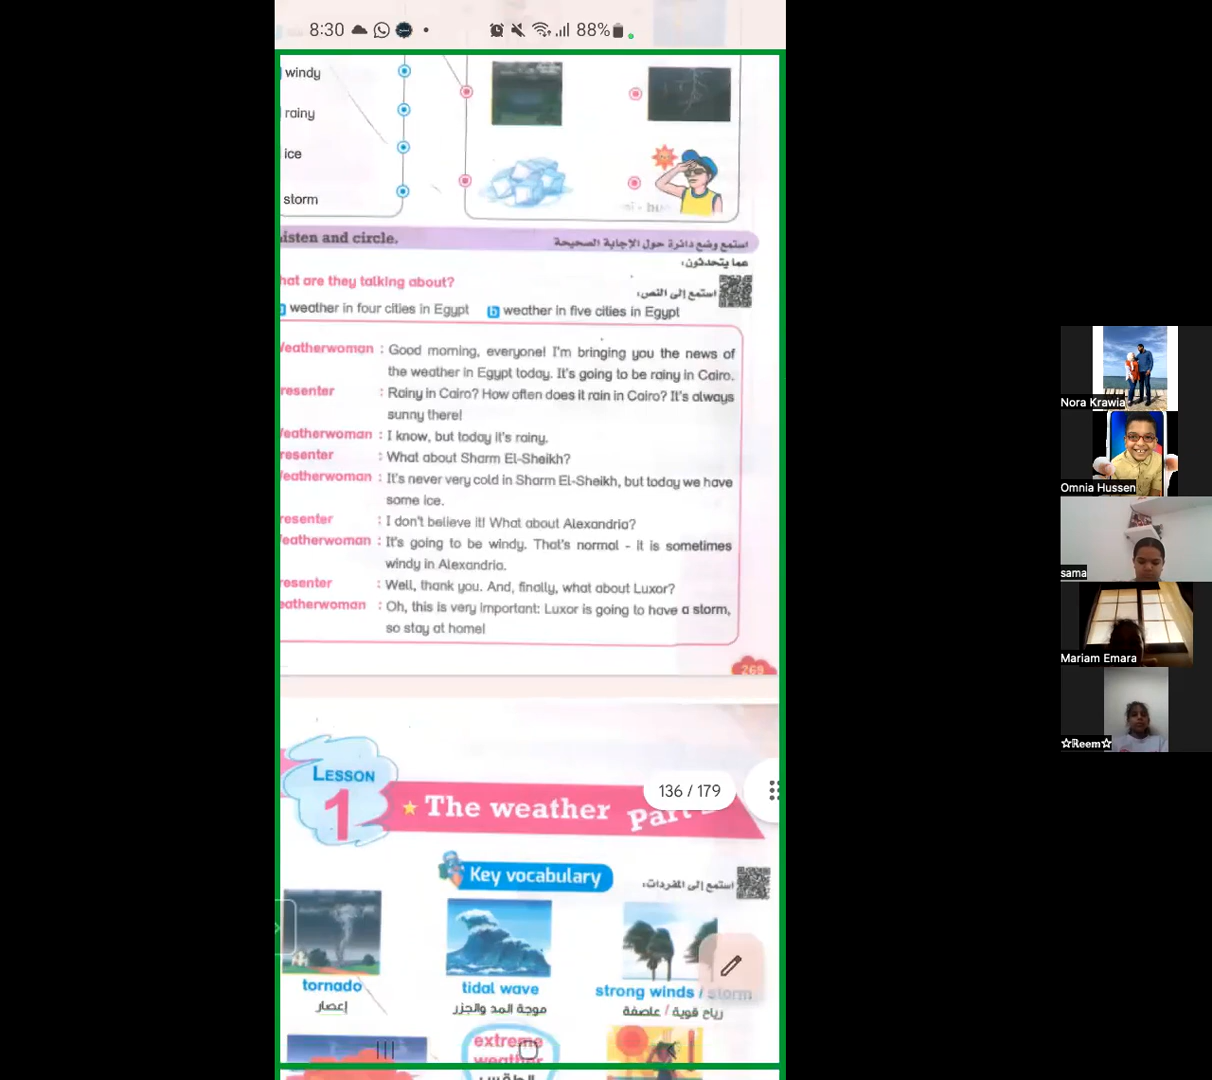 8:30
88%
windy
rainy
ice
storm
isten and circle.
استمع وضع دائرة حول الإجابة الصحيحة
عما يتحدثون،
hat are they talking about?
استمع إلى النص،
weather in four cities in Egypt
b weather in five cities in Egypt
eatherwoman : Good morning, everyone! I'm bringing you the news of
the weather in Egypt today. It's going to be rainy in Cairo.
resenter : Rainy in Cairo? How often does it rain in Cairo? It's always
sunny there!
eatherwoman : I know, but today it's rainy.
resenter : What about Sharm El-Sheikh?
eatherwoman : It's never very cold in Sharm El-Sheikh, but today we have
some ice.
resenter : I don't believe it! What about Alexandria?
eatherwoman : It's going to be windy. That's normal - it is sometimes
windy in Alexandria.
resenter : Well, thank you. And, finally, what about Luxor?
eatherwoman : Oh, this is very important: Luxor is going to have a storm,
so stay at home!
269
LESSON
1
The weather
Part
136 / 179
Key vocabulary
استمع إلى المفردات،
tornado
إعصار
tidal wave
موجة المد والجزر
strong winds / storm
رياح قوية / عاصفة
extreme
weather
الطقس
Nora Krawia
Omnia Hussen
sama
Mariam Emara
☆Reem☆